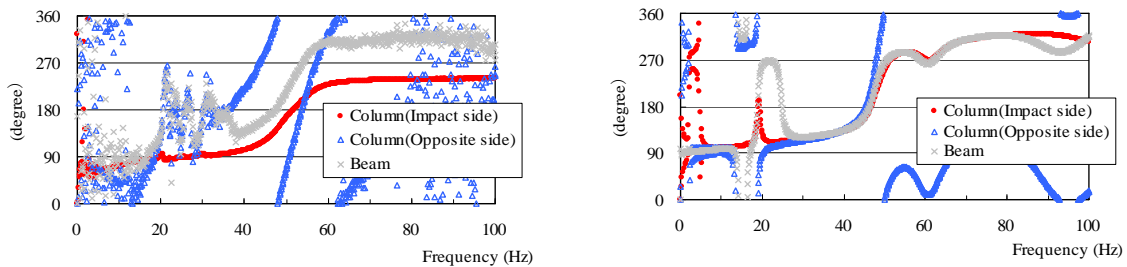 360
270
180
90
0
(degree)
0 20 40 60 80 100
Frequency (Hz)
Column(Impact side)
Column(Opposite side)
Beam
360
270
180
90
0
(degree)
0 20 40 60 80 100
Frequency (Hz)
Column(Impact side)
Column(Opposite side)
Beam